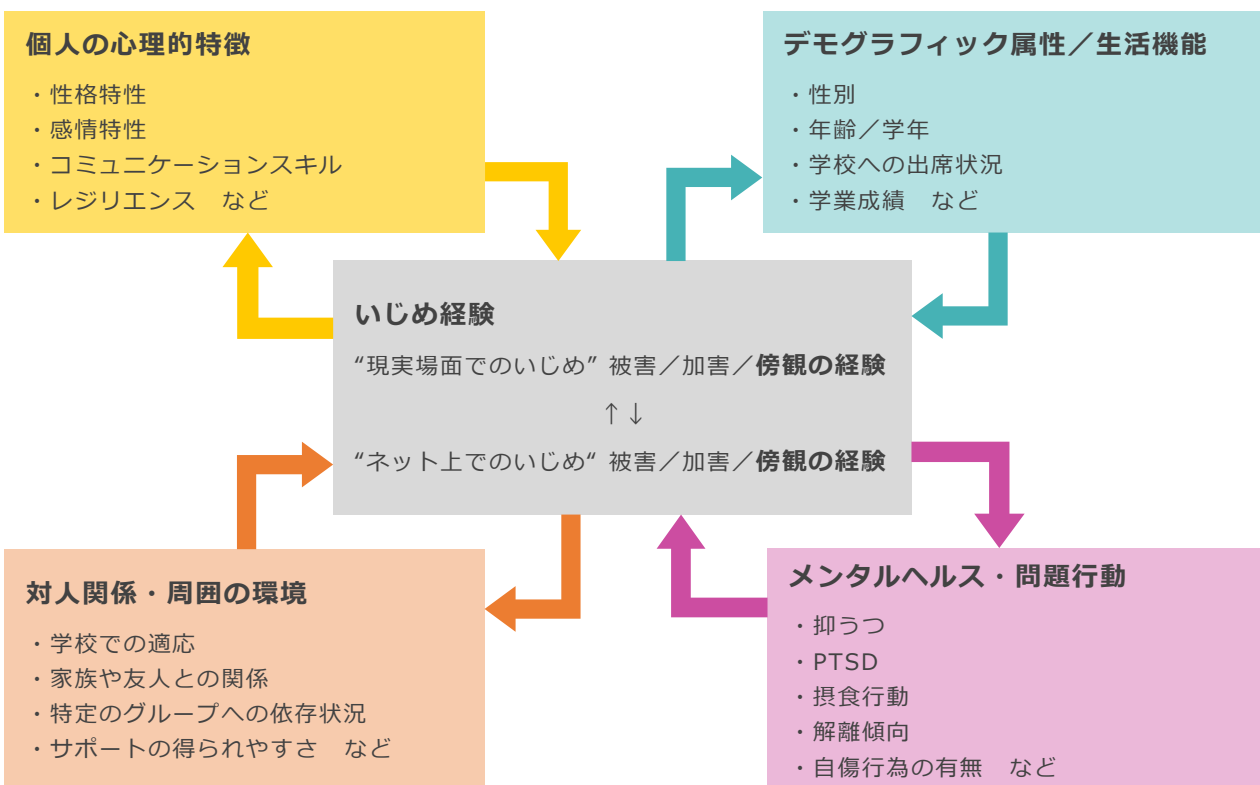 個人の心理的特徴
・性格特性
・感情特性
・コミュニケーションスキル
・レジリエンス　など
デモグラフィック属性／生活機能
・性別
・年齢／学年
・学校への出席状況
・学業成績　など
いじめ経験
“現実場面でのいじめ” 被害／加害／傍観の経験
↑↓
“ネット上でのいじめ“ 被害／加害／傍観の経験
対人関係・周囲の環境
・学校での適応
・家族や友人との関係
・特定のグループへの依存状況
・サポートの得られやすさ　など
メンタルヘルス・問題行動
・抑うつ
・PTSD
・摂食行動
・解離傾向
・自傷行為の有無　など